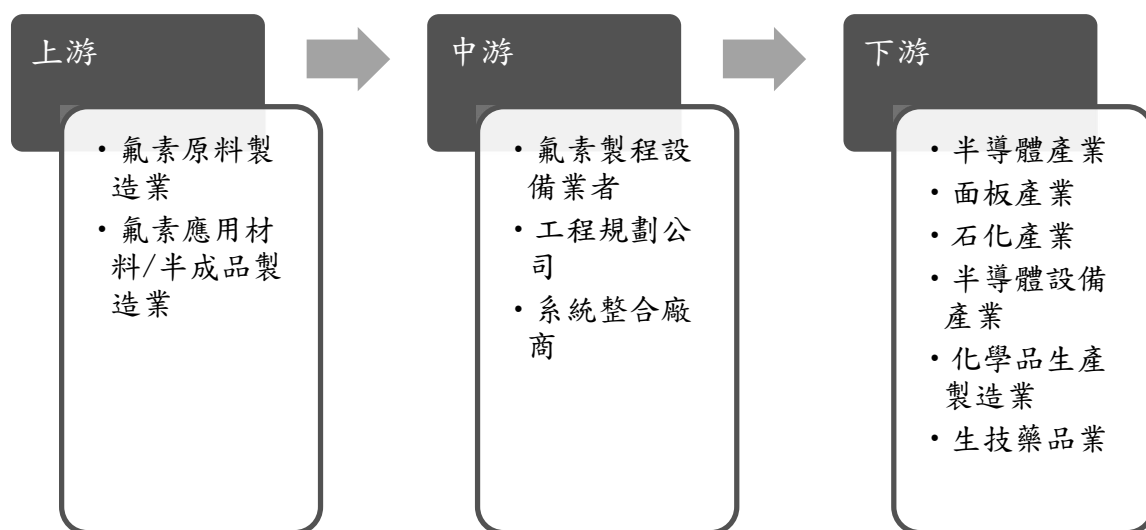 上游
・氟素原料製
造業
・氟素應用材
料/半成品製
造業
中游
・氟素製程設
備業者
・工程規劃公
司
・系統整合廠
商
下游
・半導體產業
・面板產業
・石化產業
・半導體設備
產業
・化學品生產
製造業
・生技藥品業